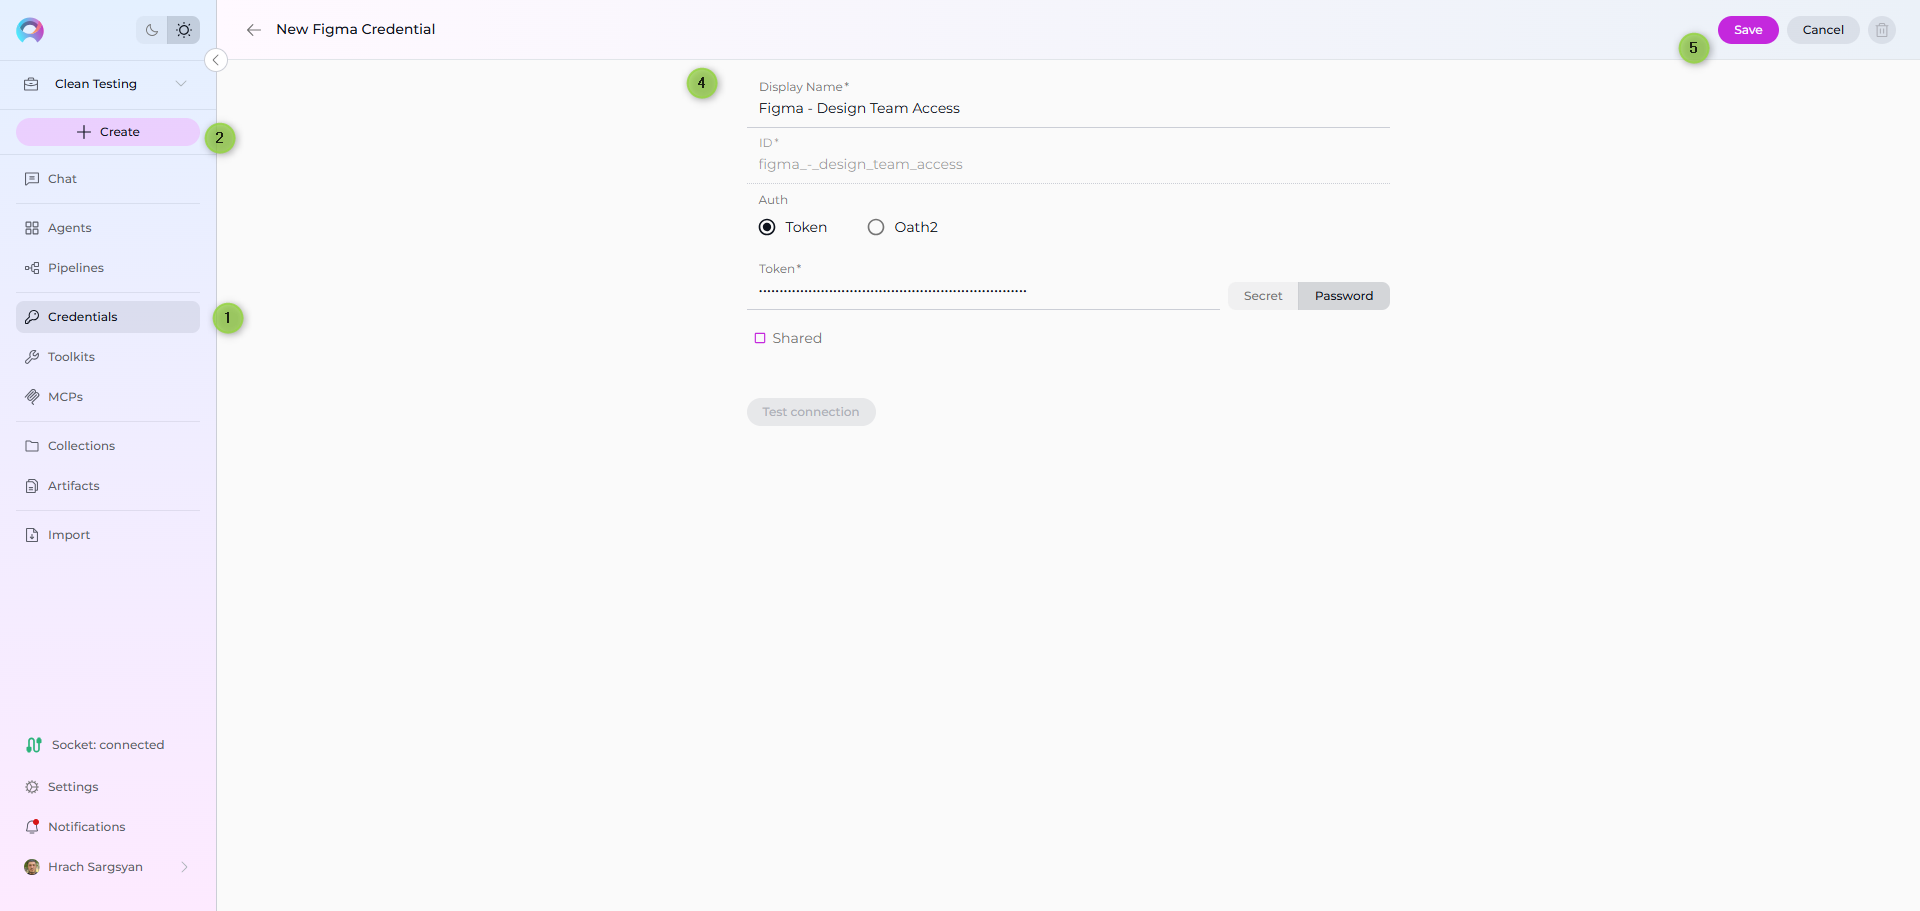 New Figma Credential
Save
Cancel
5
Clean Testing
Create
2
Chat
Agents
Pipelines
Credentials
1
Toolkits
MCPs
Collections
Artifacts
Import
Socket: connected
Settings
Notifications
Hrach Sargsyan
4
Display Name*
Figma - Design Team Access
ID*
figma_-_design_team_access
Auth
Token
Oath2
Token*
Secret
Password
Shared
Test connection